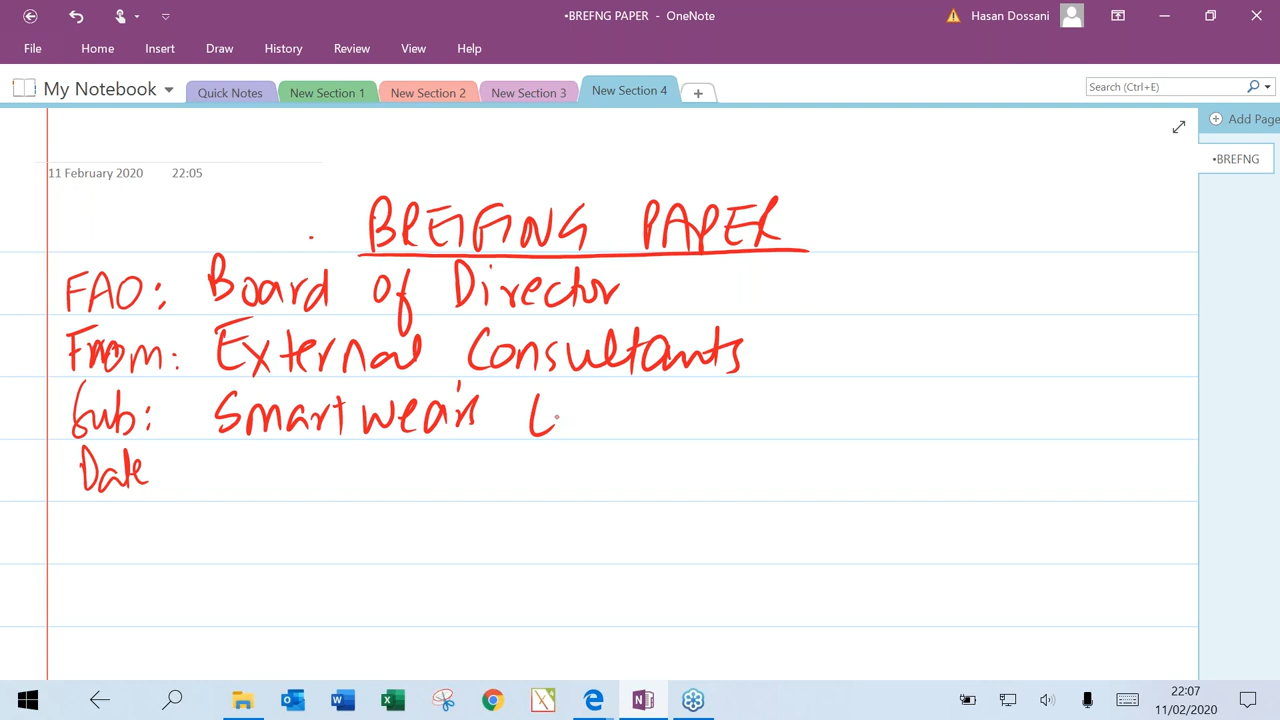 •BREFNG PAPER - OneNote
Hasan Dossani
File Home Insert Draw History Review View Help
My Notebook Quick Notes New Section 1 New Section 2 New Section 3 New Section 4 +
Search (Ctrl+E)
Add Page
•BREFNG
11 February 2020 22:05
BREIFING PAPER
FAO: Board of Director
From: External Consultants
Sub: Smartwear's
Date
22:07
11/02/2020